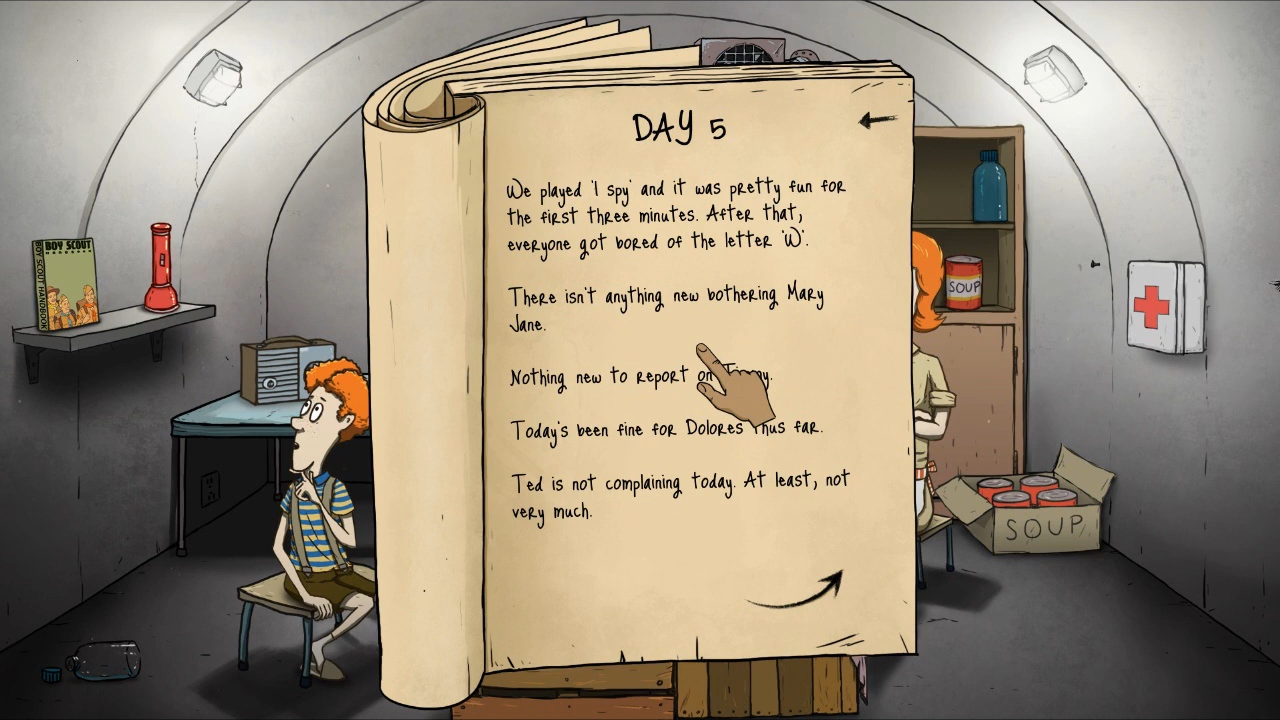 DAY 5
We played 'I spy' and it was pretty fun for
the first three minutes. After that,
everyone got bored of the letter 'W'.
There isn't anything new bothering Mary
Jane.
Nothing new to report on
Today's been fine for Dolores thus far.
Ted is not complaining today. At least, not
very much.
BOY SCOUT
BOY SCOUT HANDBOOK
SOUP
SOUP